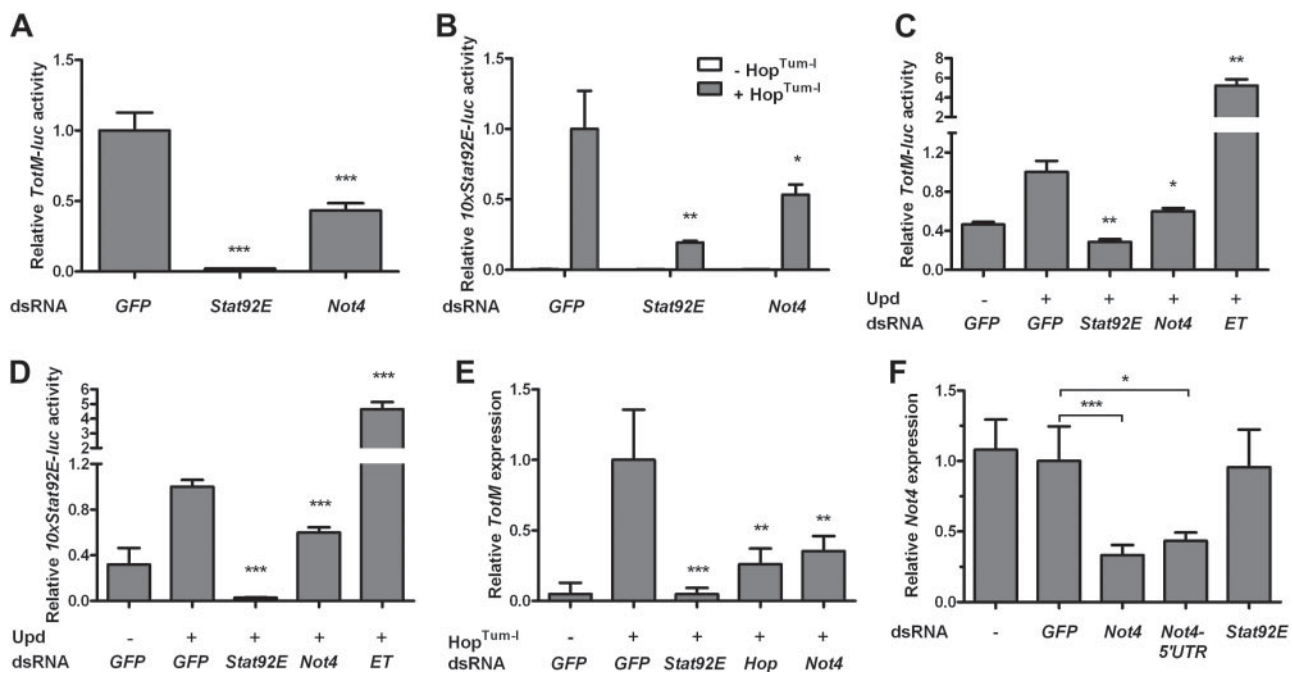 A
Relative TotM-luc activity
1.5
1.0
0.5
0.0
***
***
dsRNA GFP Stat92E Not4
B
Relative 10xStat92E-luc activity
1.5
1.0
0.5
0.0
- Hop^Tum-l
+ Hop^Tum-l
**
*
dsRNA GFP Stat92E Not4
C
Relative TotM-luc activity
8
6
4
2
1.2
0.8
0.4
0.0
**
*
**
Upd - + + + +
dsRNA GFP GFP Stat92E Not4 ET
D
Relative 10xStat92E-luc activity
6
5
4
3
2
1.2
0.8
0.4
0.0
***
***
***
Upd - + + + +
dsRNA GFP GFP Stat92E Not4 ET
E
Relative TotM expression
1.5
1.0
0.5
0.0
***
**
**
Hop^Tum-l - + + + +
dsRNA GFP GFP Stat92E Hop Not4
F
Relative Not4 expression
1.5
1.0
0.5
0.0
*
***
dsRNA - GFP Not4 Not4- Stat92E
5'UTR